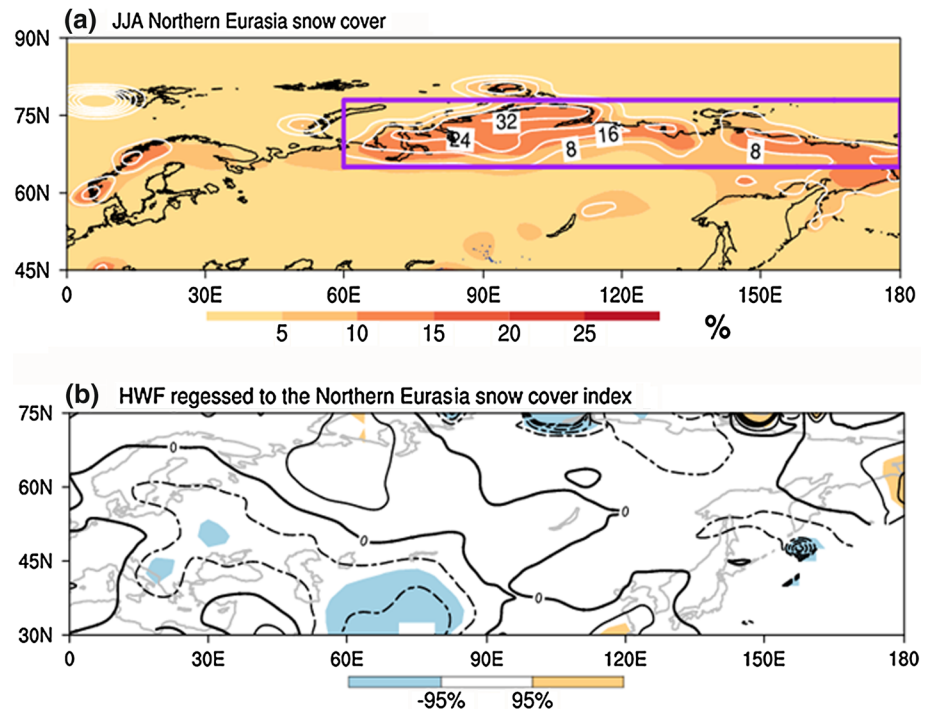 (a) JJA Northern Eurasia snow cover
90N
75N
60N
45N
32
24
16
8
8
0 30E 60E 90E 120E 150E 180
5 10 15 20 25 %
(b) HWF regessed to the Northern Eurasia snow cover index
75N
60N
45N
30N
0
0
0
0
0 30E 60E 90E 120E 150E 180
-95% 95%